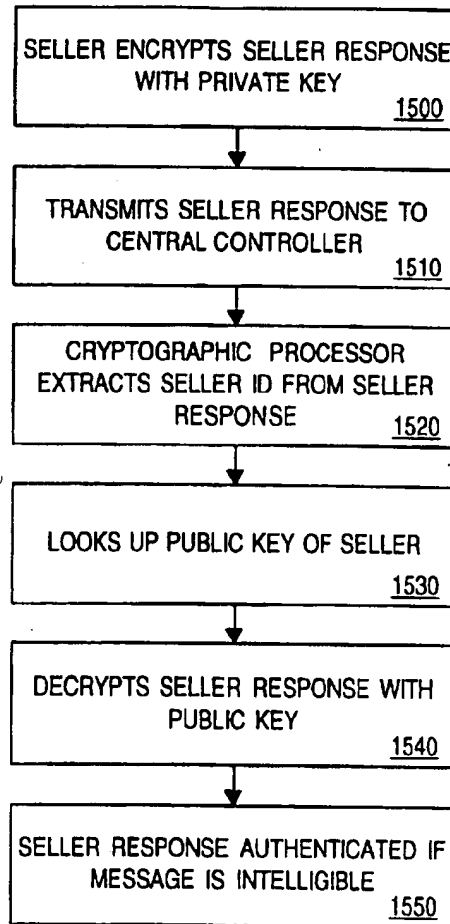 SELLER ENCRYPTS SELLER RESPONSE
WITH PRIVATE KEY
1500
TRANSMITS SELLER RESPONSE TO
CENTRAL CONTROLLER
1510
CRYPTOGRAPHIC PROCESSOR
EXTRACTS SELLER ID FROM SELLER
RESPONSE
1520
LOOKS UP PUBLIC KEY OF SELLER
1530
DECRYPTS SELLER RESPONSE WITH
PUBLIC KEY
1540
SELLER RESPONSE AUTHENTICATED IF
MESSAGE IS INTELLIGIBLE
1550